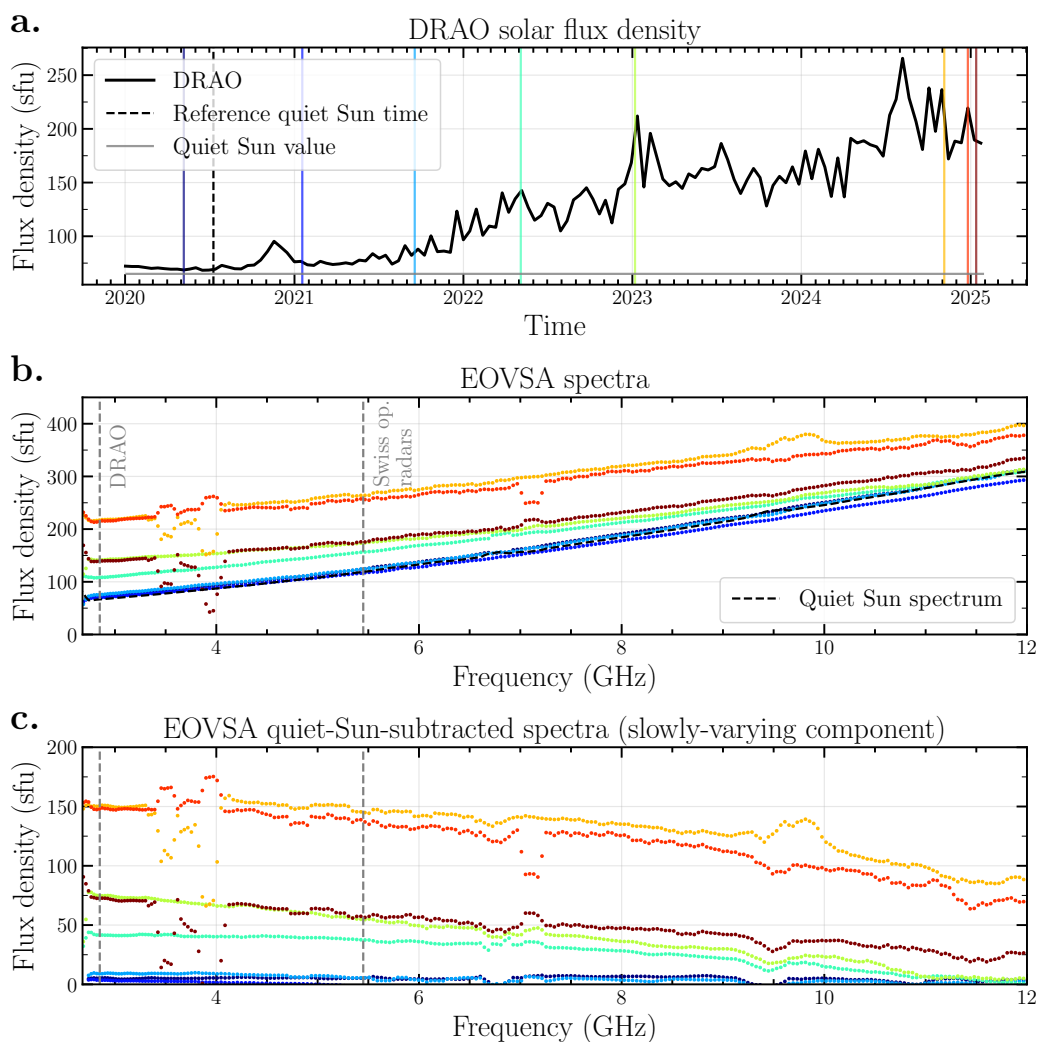 a.
DRAO solar flux density
Flux density (sfu)
250
200
150
100
DRAO
Reference quiet Sun time
Quiet Sun value
2020
2021
2022
2023
2024
2025
Time
b.
EOVSA spectra
Flux density (sfu)
400
300
200
100
0
DRAO
Swiss op.
radars
Quiet Sun spectrum
4
6
8
10
12
Frequency (GHz)
c.
EOVSA quiet-Sun-subtracted spectra (slowly-varying component)
Flux density (sfu)
200
150
100
50
0
4
6
8
10
12
Frequency (GHz)